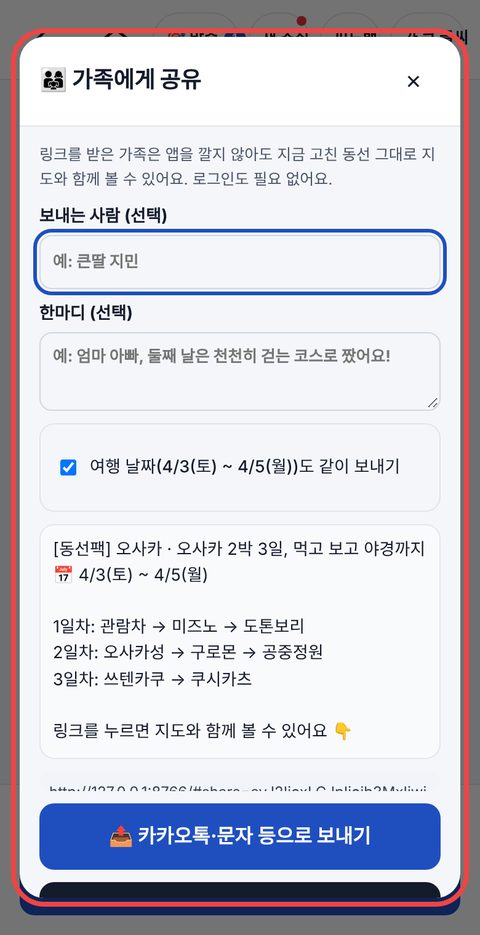 👨‍👩‍👧 가족에게 공유
✕
링크를 받은 가족은 앱을 깔지 않아도 지금 고친 동선 그대로 지
도와 함께 볼 수 있어요. 로그인도 필요 없어요.
보내는 사람 (선택)
예: 큰딸 지민
한마디 (선택)
예: 엄마 아빠, 둘째 날은 천천히 걷는 코스로 짰어요!
여행 날짜(4/3(토) ~ 4/5(월))도 같이 보내기
[동선팩] 오사카 · 오사카 2박 3일, 먹고 보고 야경까지
📅 4/3(토) ~ 4/5(월)
1일차: 관람차 → 미즈노 → 도톤보리
2일차: 오사카성 → 구로몬 → 공중정원
3일차: 쓰텐카쿠 → 쿠시카츠
링크를 누르면 지도와 함께 볼 수 있어요 👇
📤 카카오톡·문자 등으로 보내기